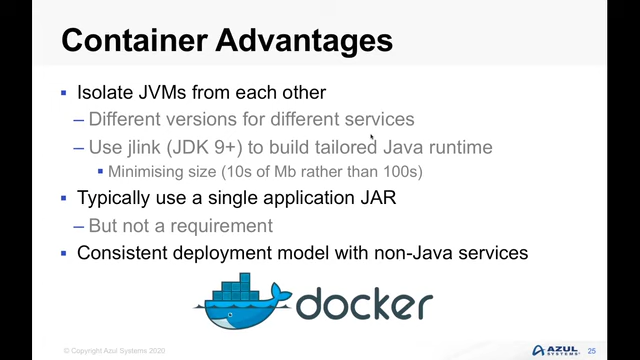 Container Advantages
Isolate JVMs from each other
– Different versions for different services
– Use jlink (JDK 9+) to build tailored Java runtime
Minimising size (10s of Mb rather than 100s)
Typically use a single application JAR
– But not a requirement
Consistent deployment model with non-Java services
docker
© Copyright Azul Systems 2020
AZUL
SYSTEMS
25